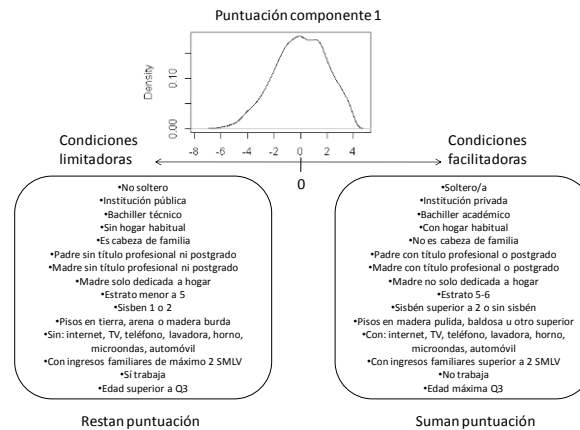 Puntuación componente 1
Density
0.00 0.10
-8 -6 -4 -2 0 2 4
Condiciones
limitadoras
Condiciones
facilitadoras
0
•No soltero
•Institución pública
•Bachiller técnico
•Sin hogar habitual
•Es cabeza de familia
•Padre sin título profesional ni postgrado
•Madre sin título profesional ni postgrado
•Madre solo dedicada a hogar
•Estrato menor a 5
•Sisben 1 o 2
•Pisos en tierra, arena o madera burda
•Sin: internet, TV, teléfono, lavadora, horno,
microondas, automóvil
•Con ingresos familiares de máximo 2 SMLV
•Sí trabaja
•Edad superior a Q3
•Soltero/a
•Institución privada
•Bachiller académico
•Con hogar habitual
•No es cabeza de familia
•Padre con título profesional o postgrado
•Madre con título profesional o postgrado
•Madre no solo dedicada a hogar
•Estrato 5-6
•Sisbén superior a 2 o sin sisbén
•Pisos en madera pulida, baldosa u otro superior
•Con: internet, TV, teléfono, lavadora, horno,
microondas, automóvil
•Con ingresos familiares superior a 2 SMLV
•No trabaja
•Edad máxima Q3
Restan puntuación
Suman puntuación